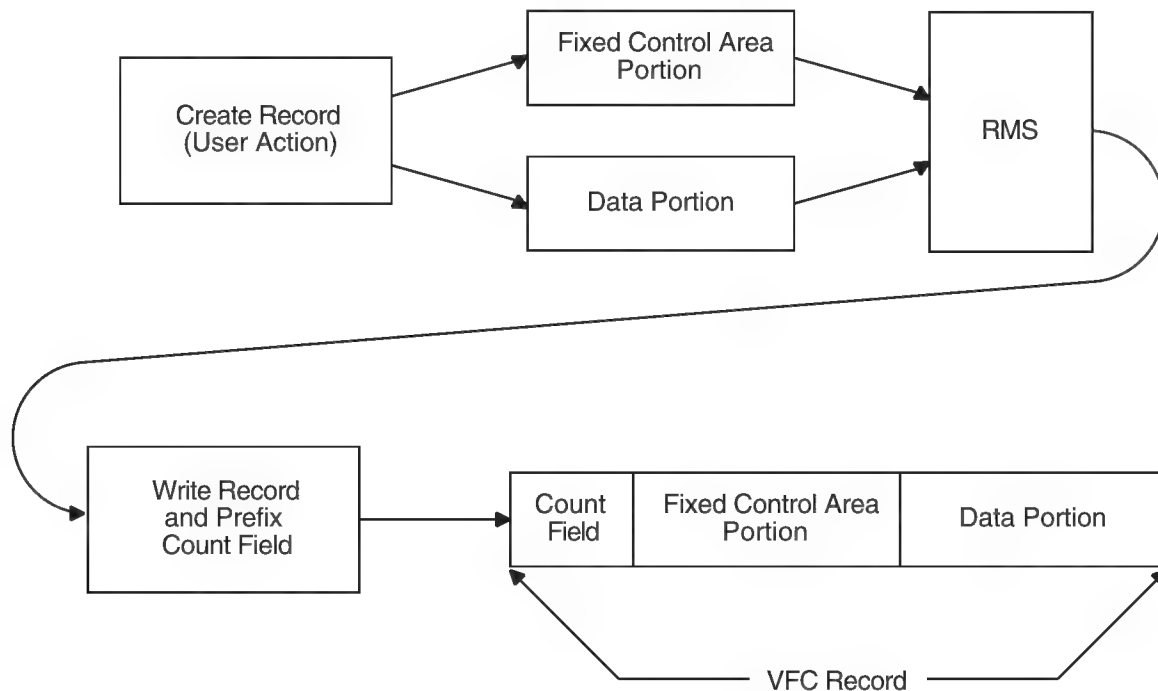 Create Record
(User Action)
Fixed Control Area
Portion
Data Portion
RMS
Write Record
and Prefix
Count Field
Count
Field
Fixed Control Area
Portion
Data Portion
VFC Record